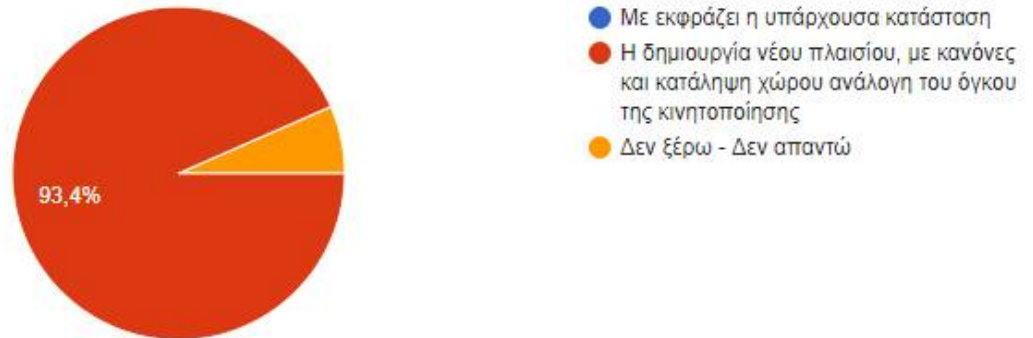 Με εκφράζει η υπάρχουσα κατάσταση
Η δημιουργία νέου πλαισίου, με κανόνες
και κατάληψη χώρου ανάλογη του όγκου
της κινητοποίησης
Δεν ξέρω - Δεν απαντώ
93,4%